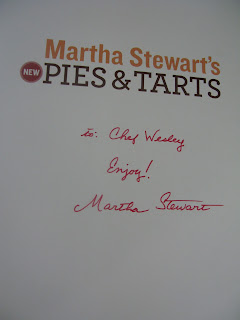 Martha Stewart's
NEW PIES & TARTS
to: Chef Wesley
Enjoy!
Martha Stewart